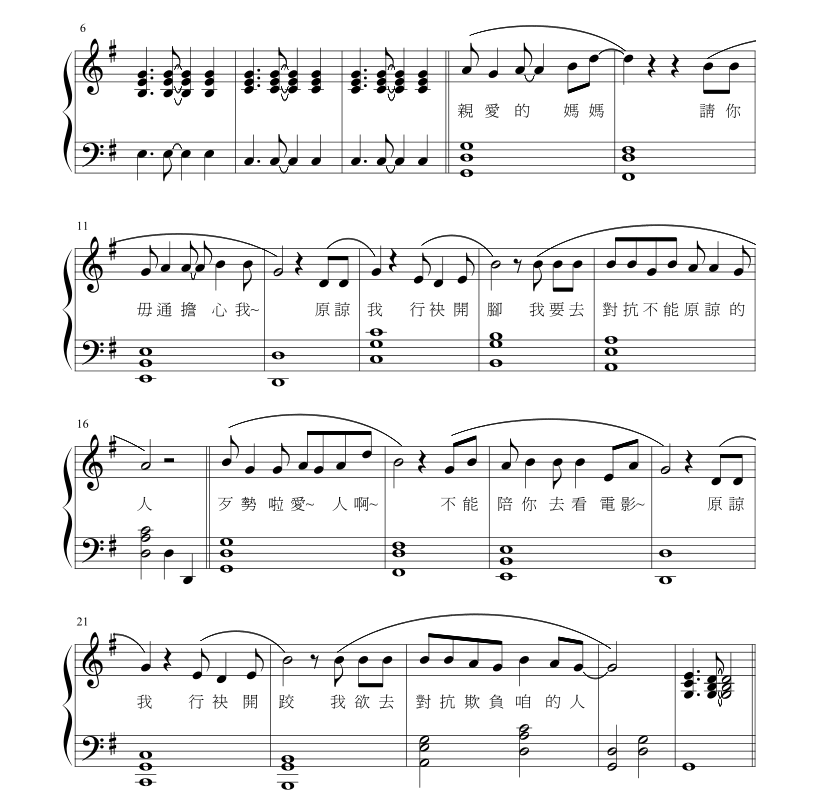 6
親 愛 的 媽 媽 請 你
11
毋 通 擔 心 我~ 原 諒 我 行 袂 開 腳 我 要 去 對 抗 不 能 原 諒 的
16
人 歹 勢 啦 愛~ 人 啊~ 不 能 陪 你 去 看 電 影~ 原 諒
21
我 行 袂 開 跤 我 欲 去 對 抗 欺 負 咱 的 人